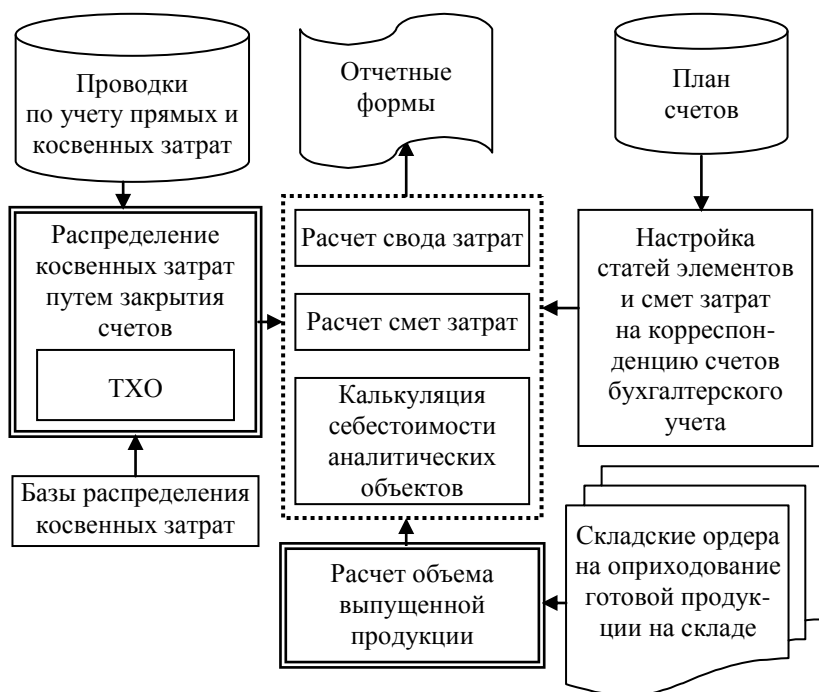 Проводки
по учету прямых и
косвенных затрат
Отчетные
формы
План
счетов
Распределение
косвенных затрат
путем закрытия
счетов
ТХО
Расчет свода затрат
Расчет смет затрат
Калькуляция
себестоимости
аналитических
объектов
Настройка
статей элементов
и смет затрат
на корреспон-
денцию счетов
бухгалтерского
учета
Базы распределения
косвенных затрат
Расчет объема
выпущенной
продукции
Складские ордера
на оприходование
готовой продук-
ции на складе